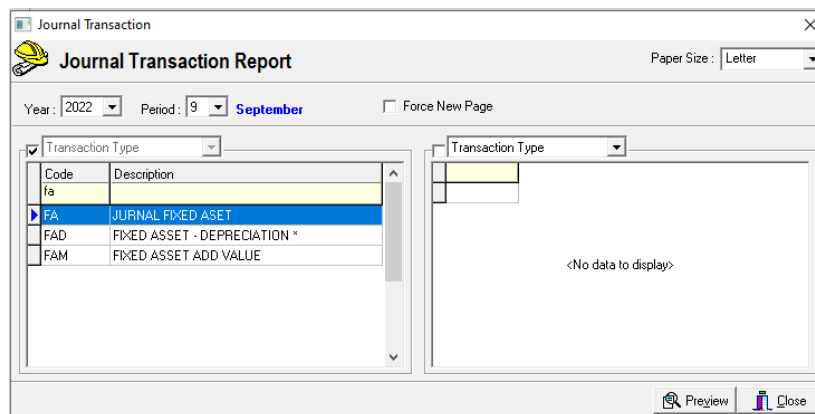 Journal Transaction
Journal Transaction Report
Paper Size : Letter
Year : 2022 Period : 9 September Force New Page
Transaction Type
Code Description
fa
FA JURNAL FIXED ASET
FAD FIXED ASSET - DEPRECIATION *
FAM FIXED ASSET ADD VALUE
Transaction Type
<No data to display>
Preview Close